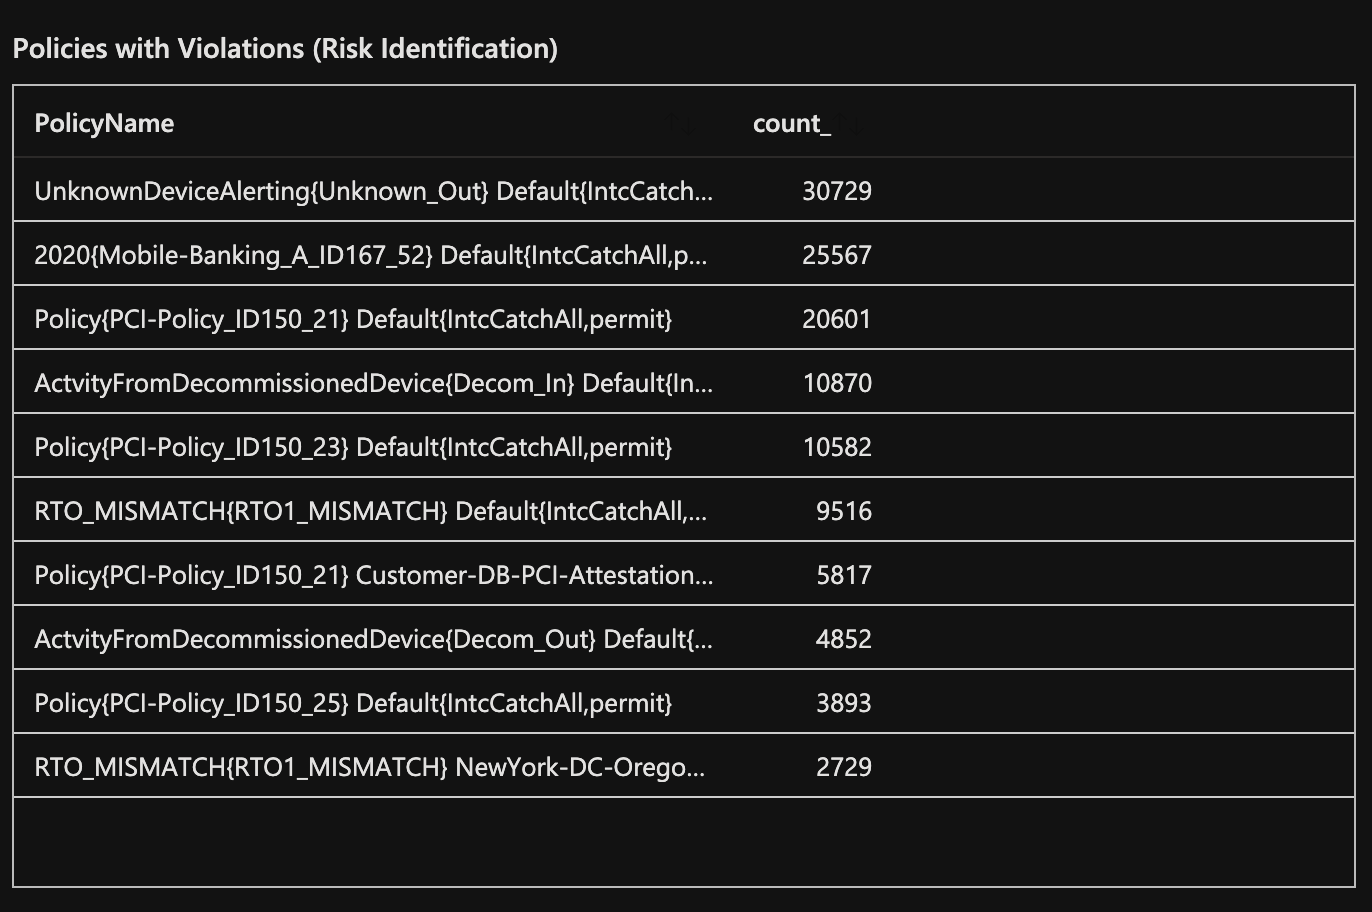 Policies with Violations (Risk Identification)
PolicyName count_
UnknownDeviceAlerting{Unknown_Out} Default{IntcCatch... 30729
2020{Mobile-Banking_A_ID167_52} Default{IntcCatchAll,p... 25567
Policy{PCI-Policy_ID150_21} Default{IntcCatchAll,permit} 20601
ActvityFromDecommissionedDevice{Decom_In} Default{In... 10870
Policy{PCI-Policy_ID150_23} Default{IntcCatchAll,permit} 10582
RTO_MISMATCH{RTO1_MISMATCH} Default{IntcCatchAll,... 9516
Policy{PCI-Policy_ID150_21} Customer-DB-PCI-Attestation... 5817
ActvityFromDecommissionedDevice{Decom_Out} Default{... 4852
Policy{PCI-Policy_ID150_25} Default{IntcCatchAll,permit} 3893
RTO_MISMATCH{RTO1_MISMATCH} NewYork-DC-Orego... 2729